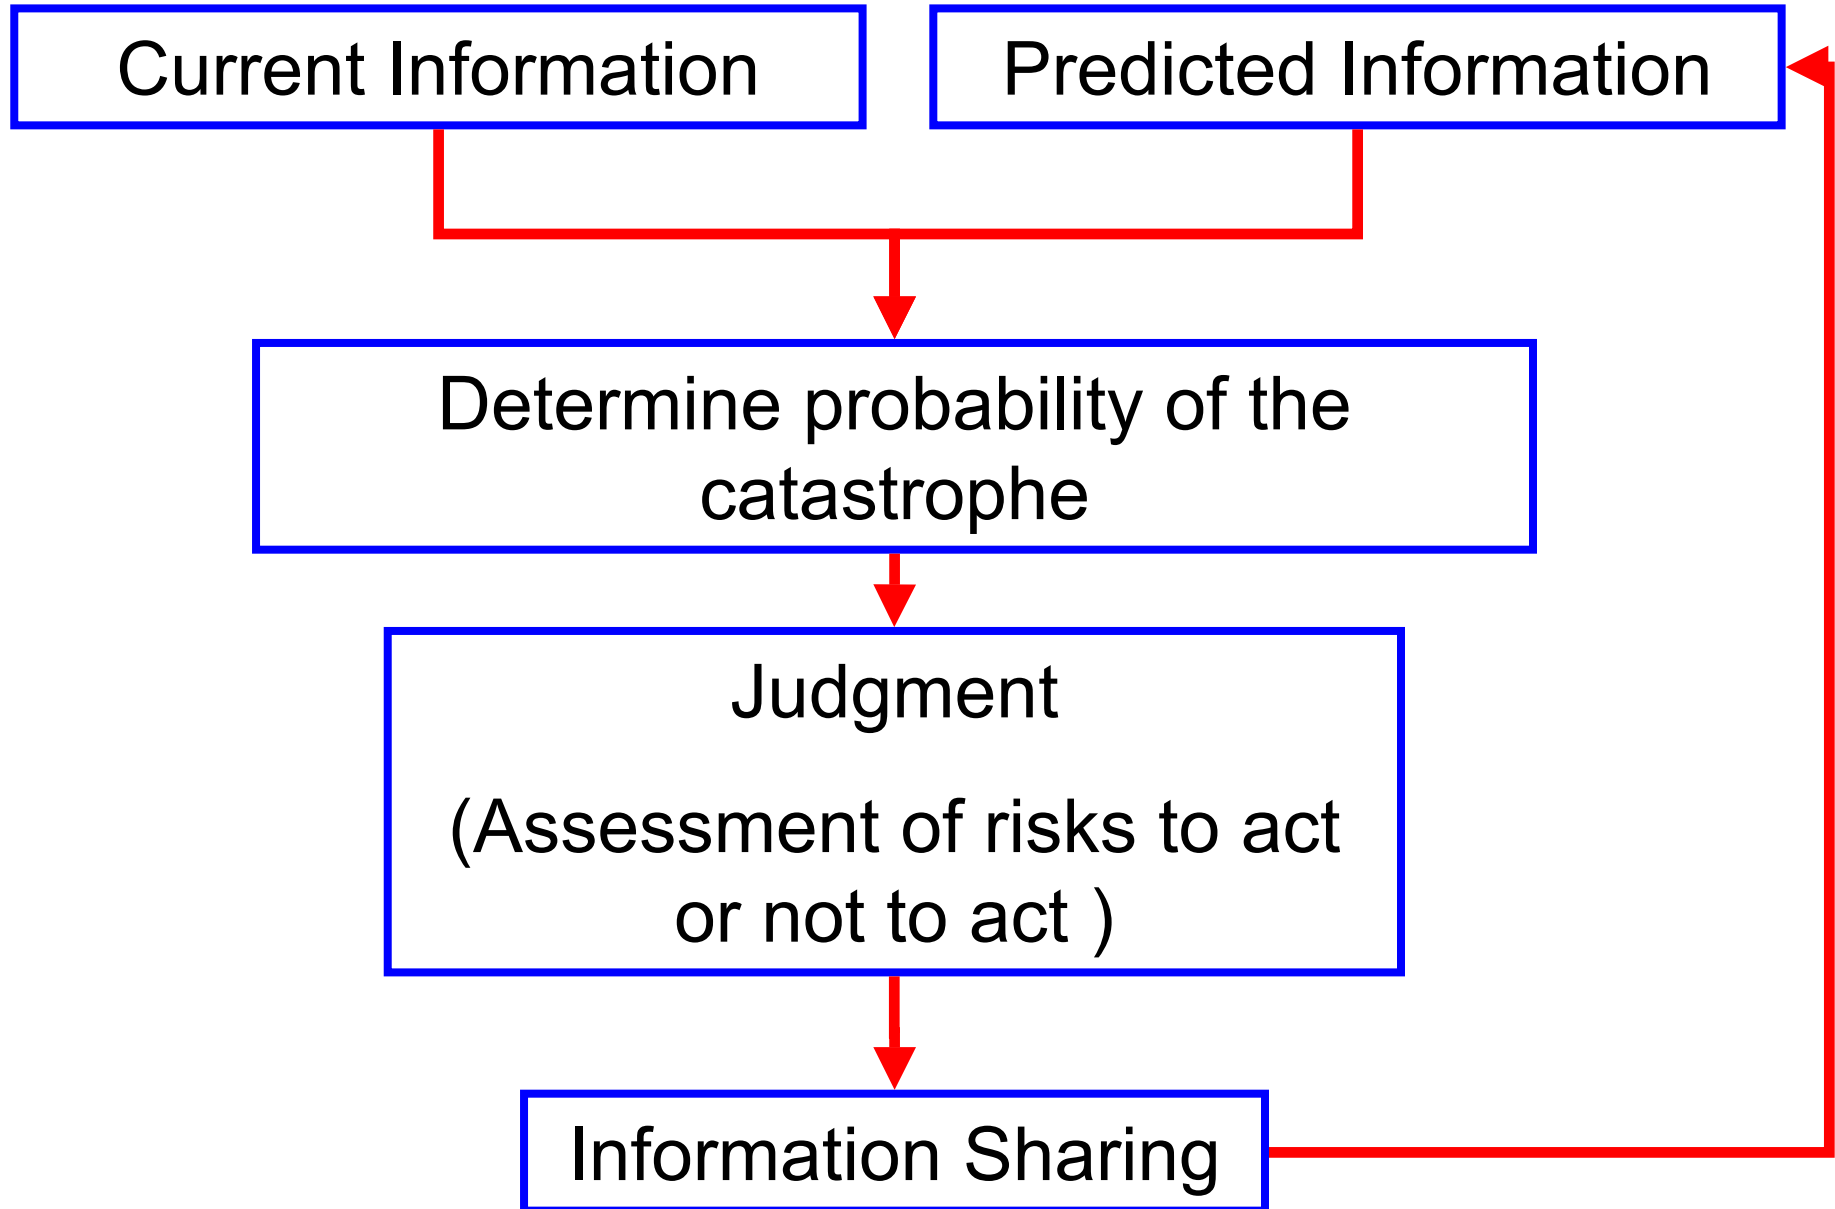 Current Information
Predicted Information
Determine probability of the
catastrophe
Judgment
(Assessment of risks to act
or not to act )
Information Sharing